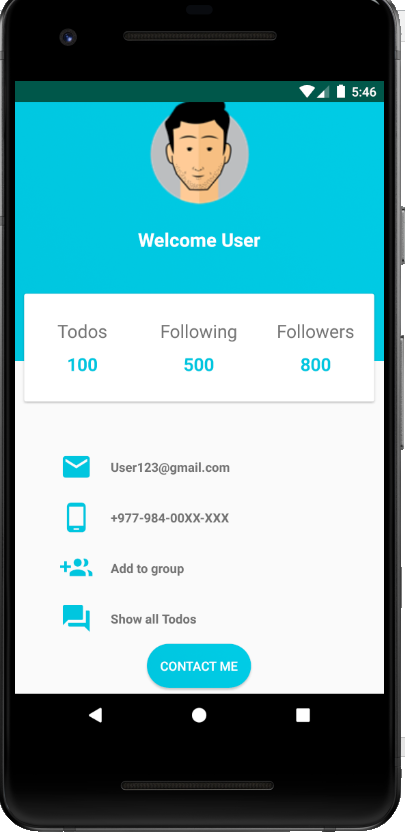 5:46
Welcome User
Todos Following Followers
100 500 800
User123@gmail.com
+977-984-00XX-XXX
Add to group
Show all Todos
CONTACT ME